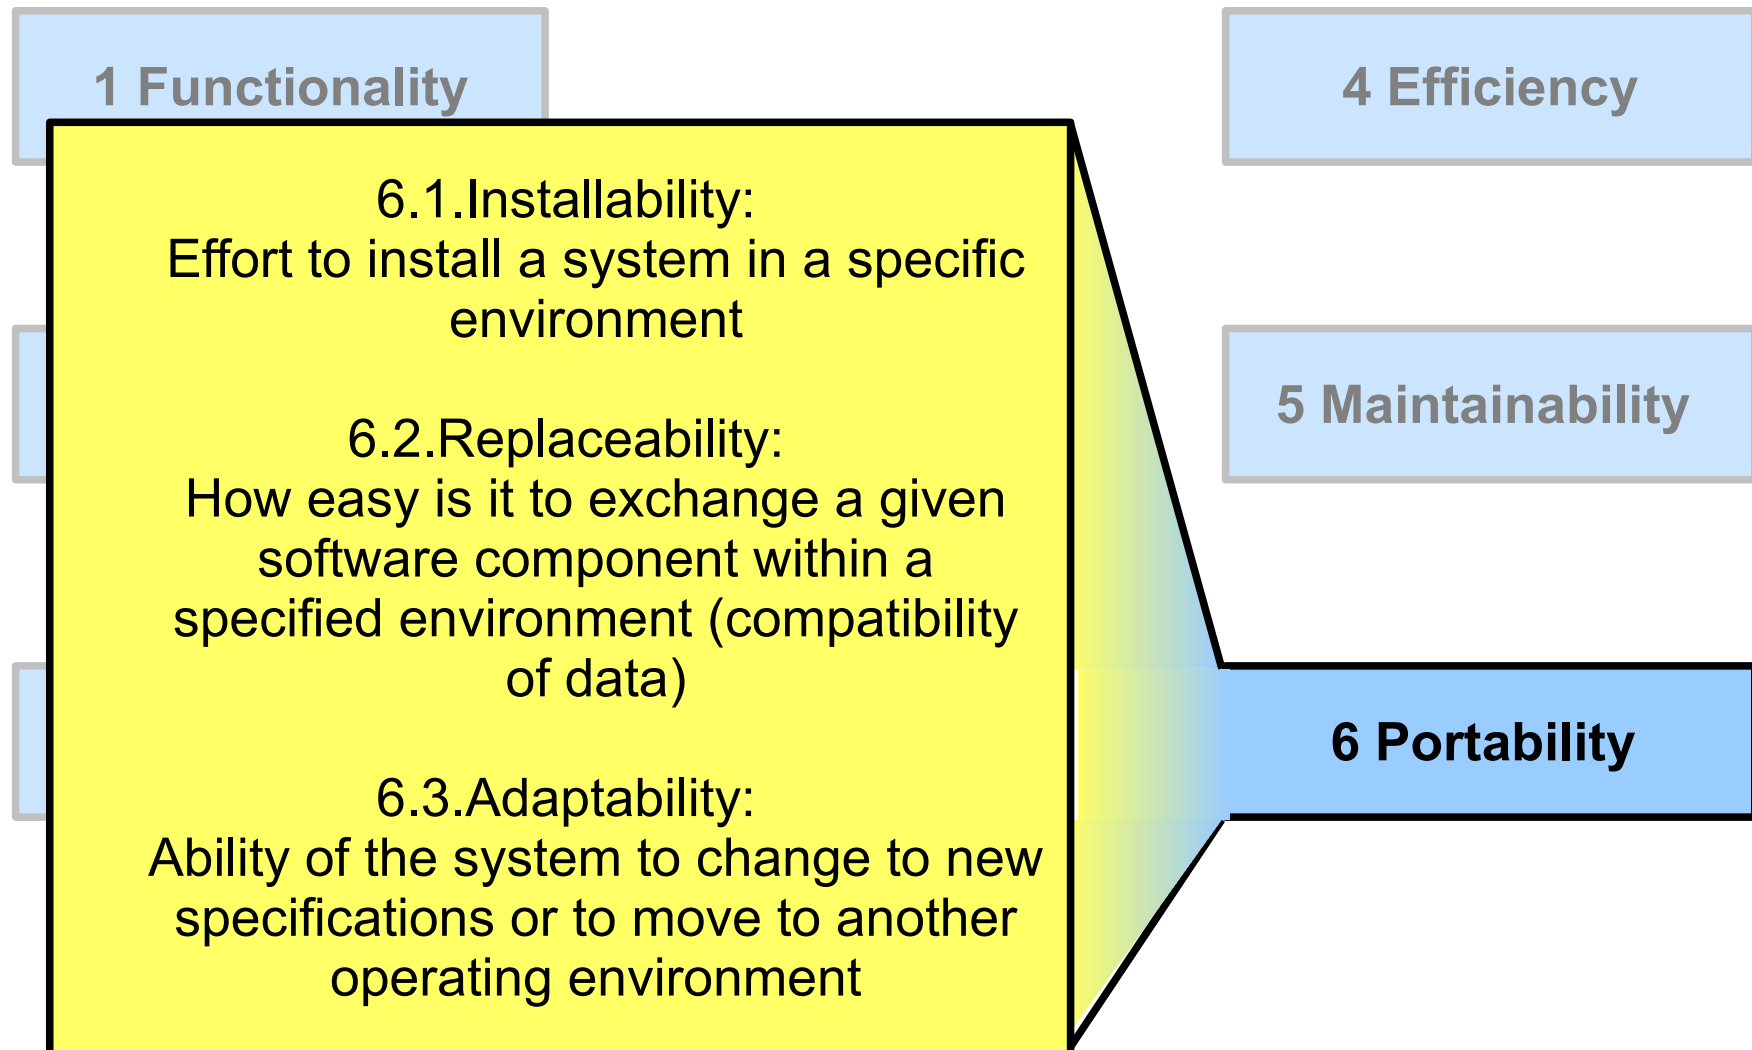 1 Functionality
4 Efficiency
6.1.Installability:
Effort to install a system in a specific
environment
6.2.Replaceability:
How easy is it to exchange a given
software component within a
specified environment (compatibility
of data)
6.3.Adaptability:
Ability of the system to change to new
specifications or to move to another
operating environment
5 Maintainability
6 Portability